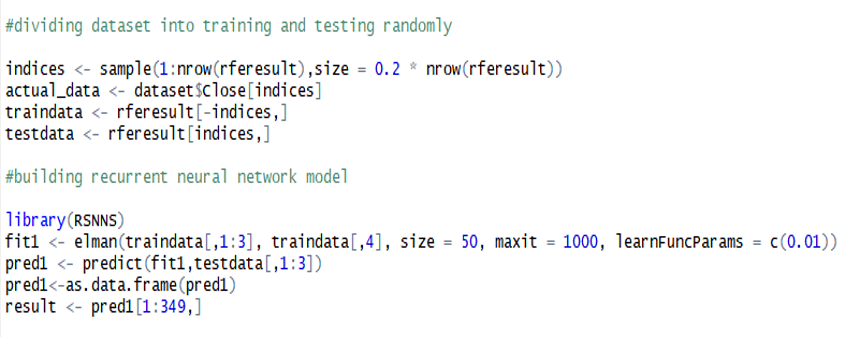 #dividing dataset into training and testing randomly
indices <- sample(1:nrow(rferesult),size = 0.2 * nrow(rferesult))
actual_data <- dataset$Close[indices]
traindata <- rferesult[-indices,]
testdata <- rferesult[indices,]
#building recurrent neural network model
library(RSNNS)
fit1 <- elman(traindata[,1:3], traindata[,4], size = 50, maxit = 1000, learnFuncParams = c(0.01))
pred1 <- predict(fit1,testdata[,1:3])
pred1<-as.data.frame(pred1)
result <- pred1[1:349,]